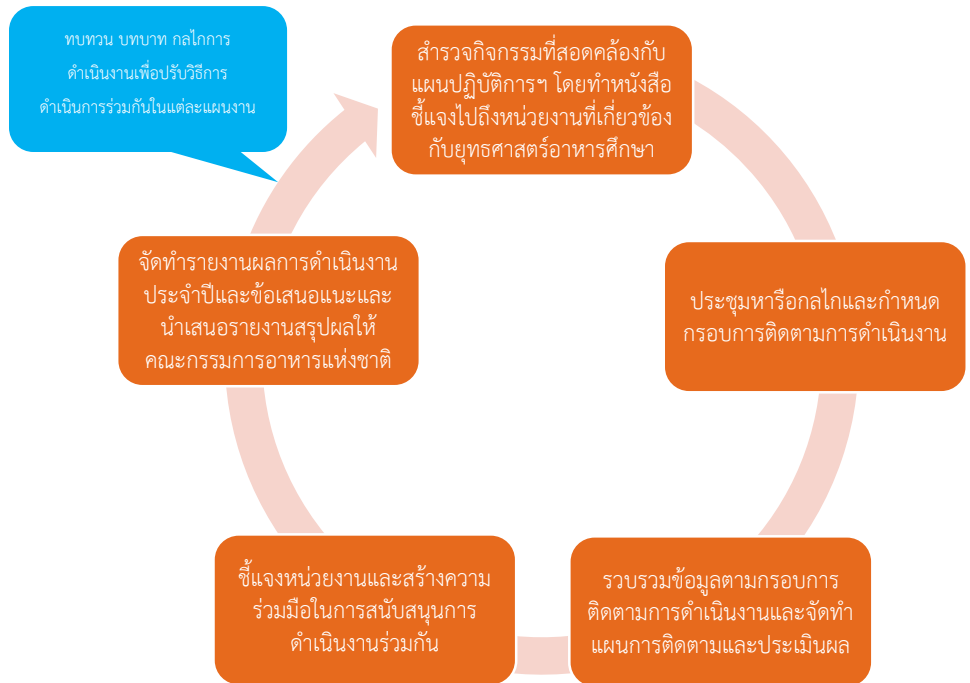 ทบทวน บทบาท กลไกการ
ดำเนินงานเพื่อปรับวิธีการ
ดำเนินการร่วมกันในแต่ละแผนงาน
สำรวจกิจกรรมที่สอดคล้องกับ
แผนปฏิบัติการฯ โดยทำหนังสือ
ชี้แจงไปถึงหน่วยงานที่เกี่ยวข้อง
กับยุทธศาสตร์อาหารศึกษา
ประชุมหารือกลไกและกำหนด
กรอบการติดตามการดำเนินงาน
รวบรวมข้อมูลตามกรอบการ
ติดตามการดำเนินงานและจัดทำ
แผนการติดตามและประเมินผล
ชี้แจงหน่วยงานและสร้างความ
ร่วมมือในการสนับสนุนการ
ดำเนินงานร่วมกัน
จัดทำรายงานผลการดำเนินงาน
ประจำปีและข้อเสนอแนะและ
นำเสนอรายงานสรุปผลให้
คณะกรรมการอาหารแห่งชาติ